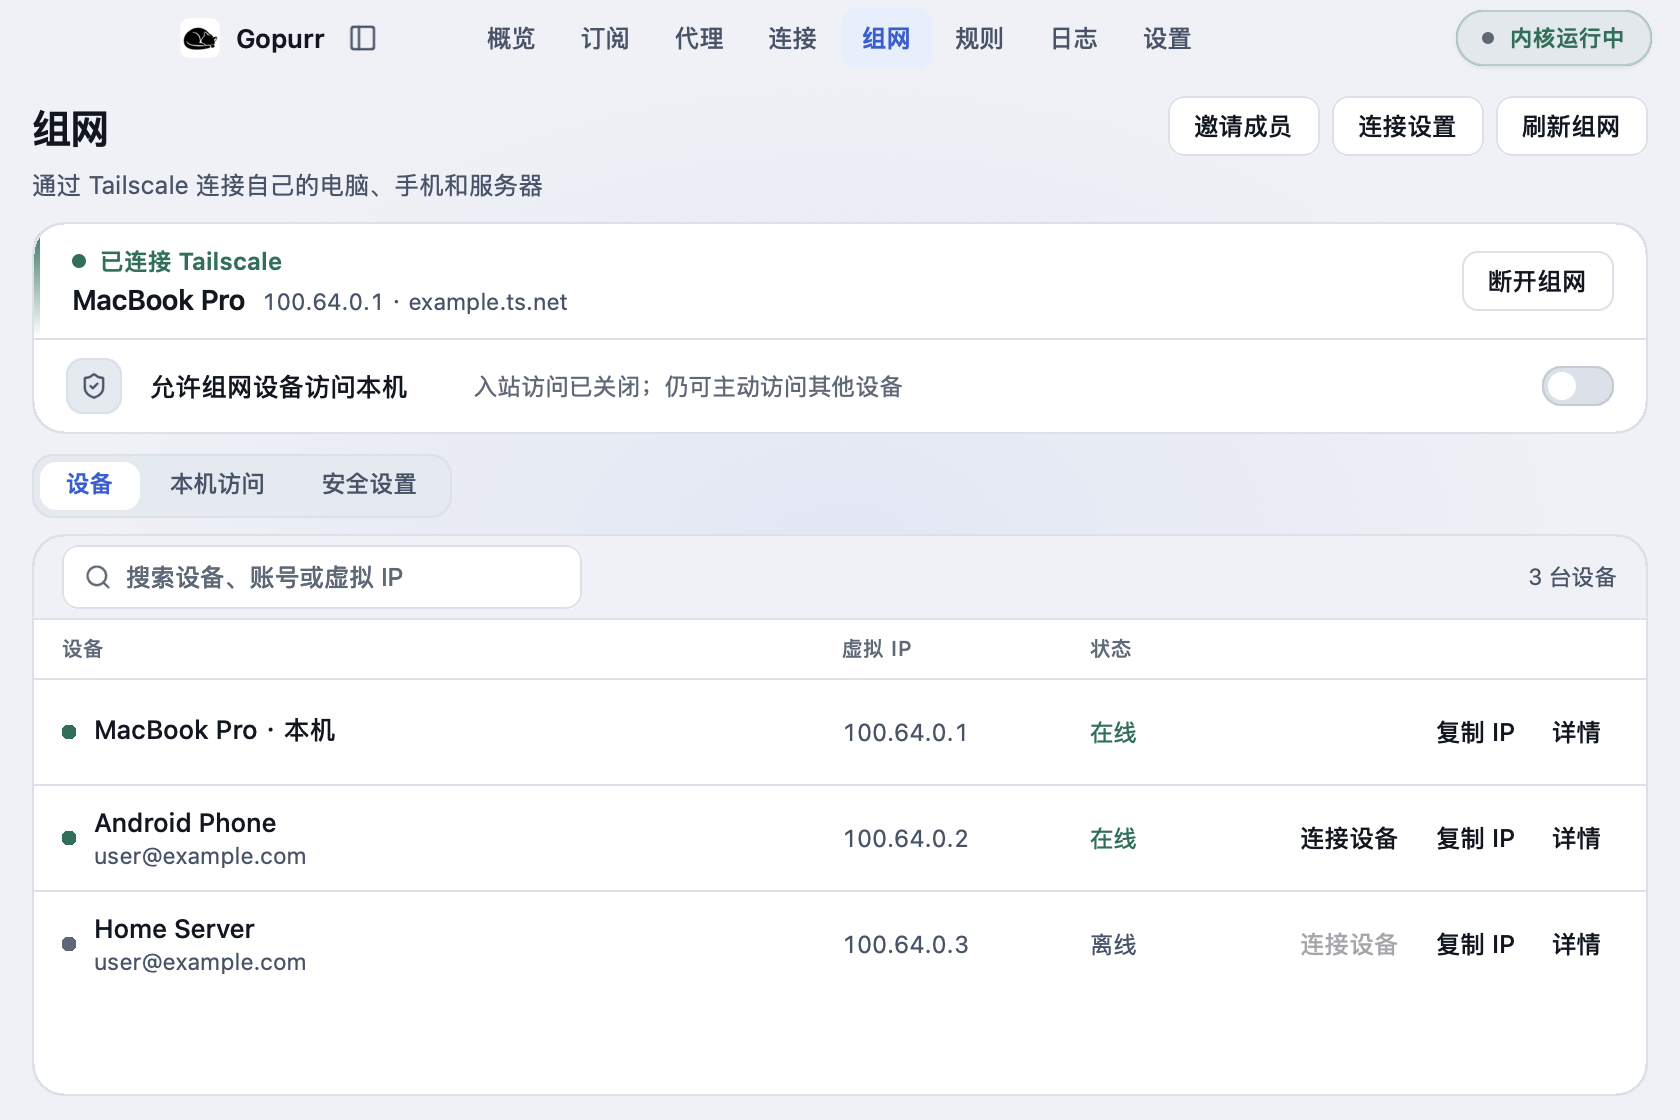 Gopurr
概览 订阅 代理 连接 组网 规则 日志 设置
内核运行中
组网
邀请成员 连接设置 刷新组网
通过 Tailscale 连接自己的电脑、手机和服务器
已连接 Tailscale
MacBook Pro 100.64.0.1 · example.ts.net
断开组网
允许组网设备访问本机 入站访问已关闭；仍可主动访问其他设备
设备 本机访问 安全设置
搜索设备、账号或虚拟 IP
3 台设备
设备 虚拟 IP 状态
MacBook Pro · 本机 100.64.0.1 在线 复制 IP 详情
Android Phone
user@example.com
100.64.0.2 在线 连接设备 复制 IP 详情
Home Server
user@example.com
100.64.0.3 离线 连接设备 复制 IP 详情